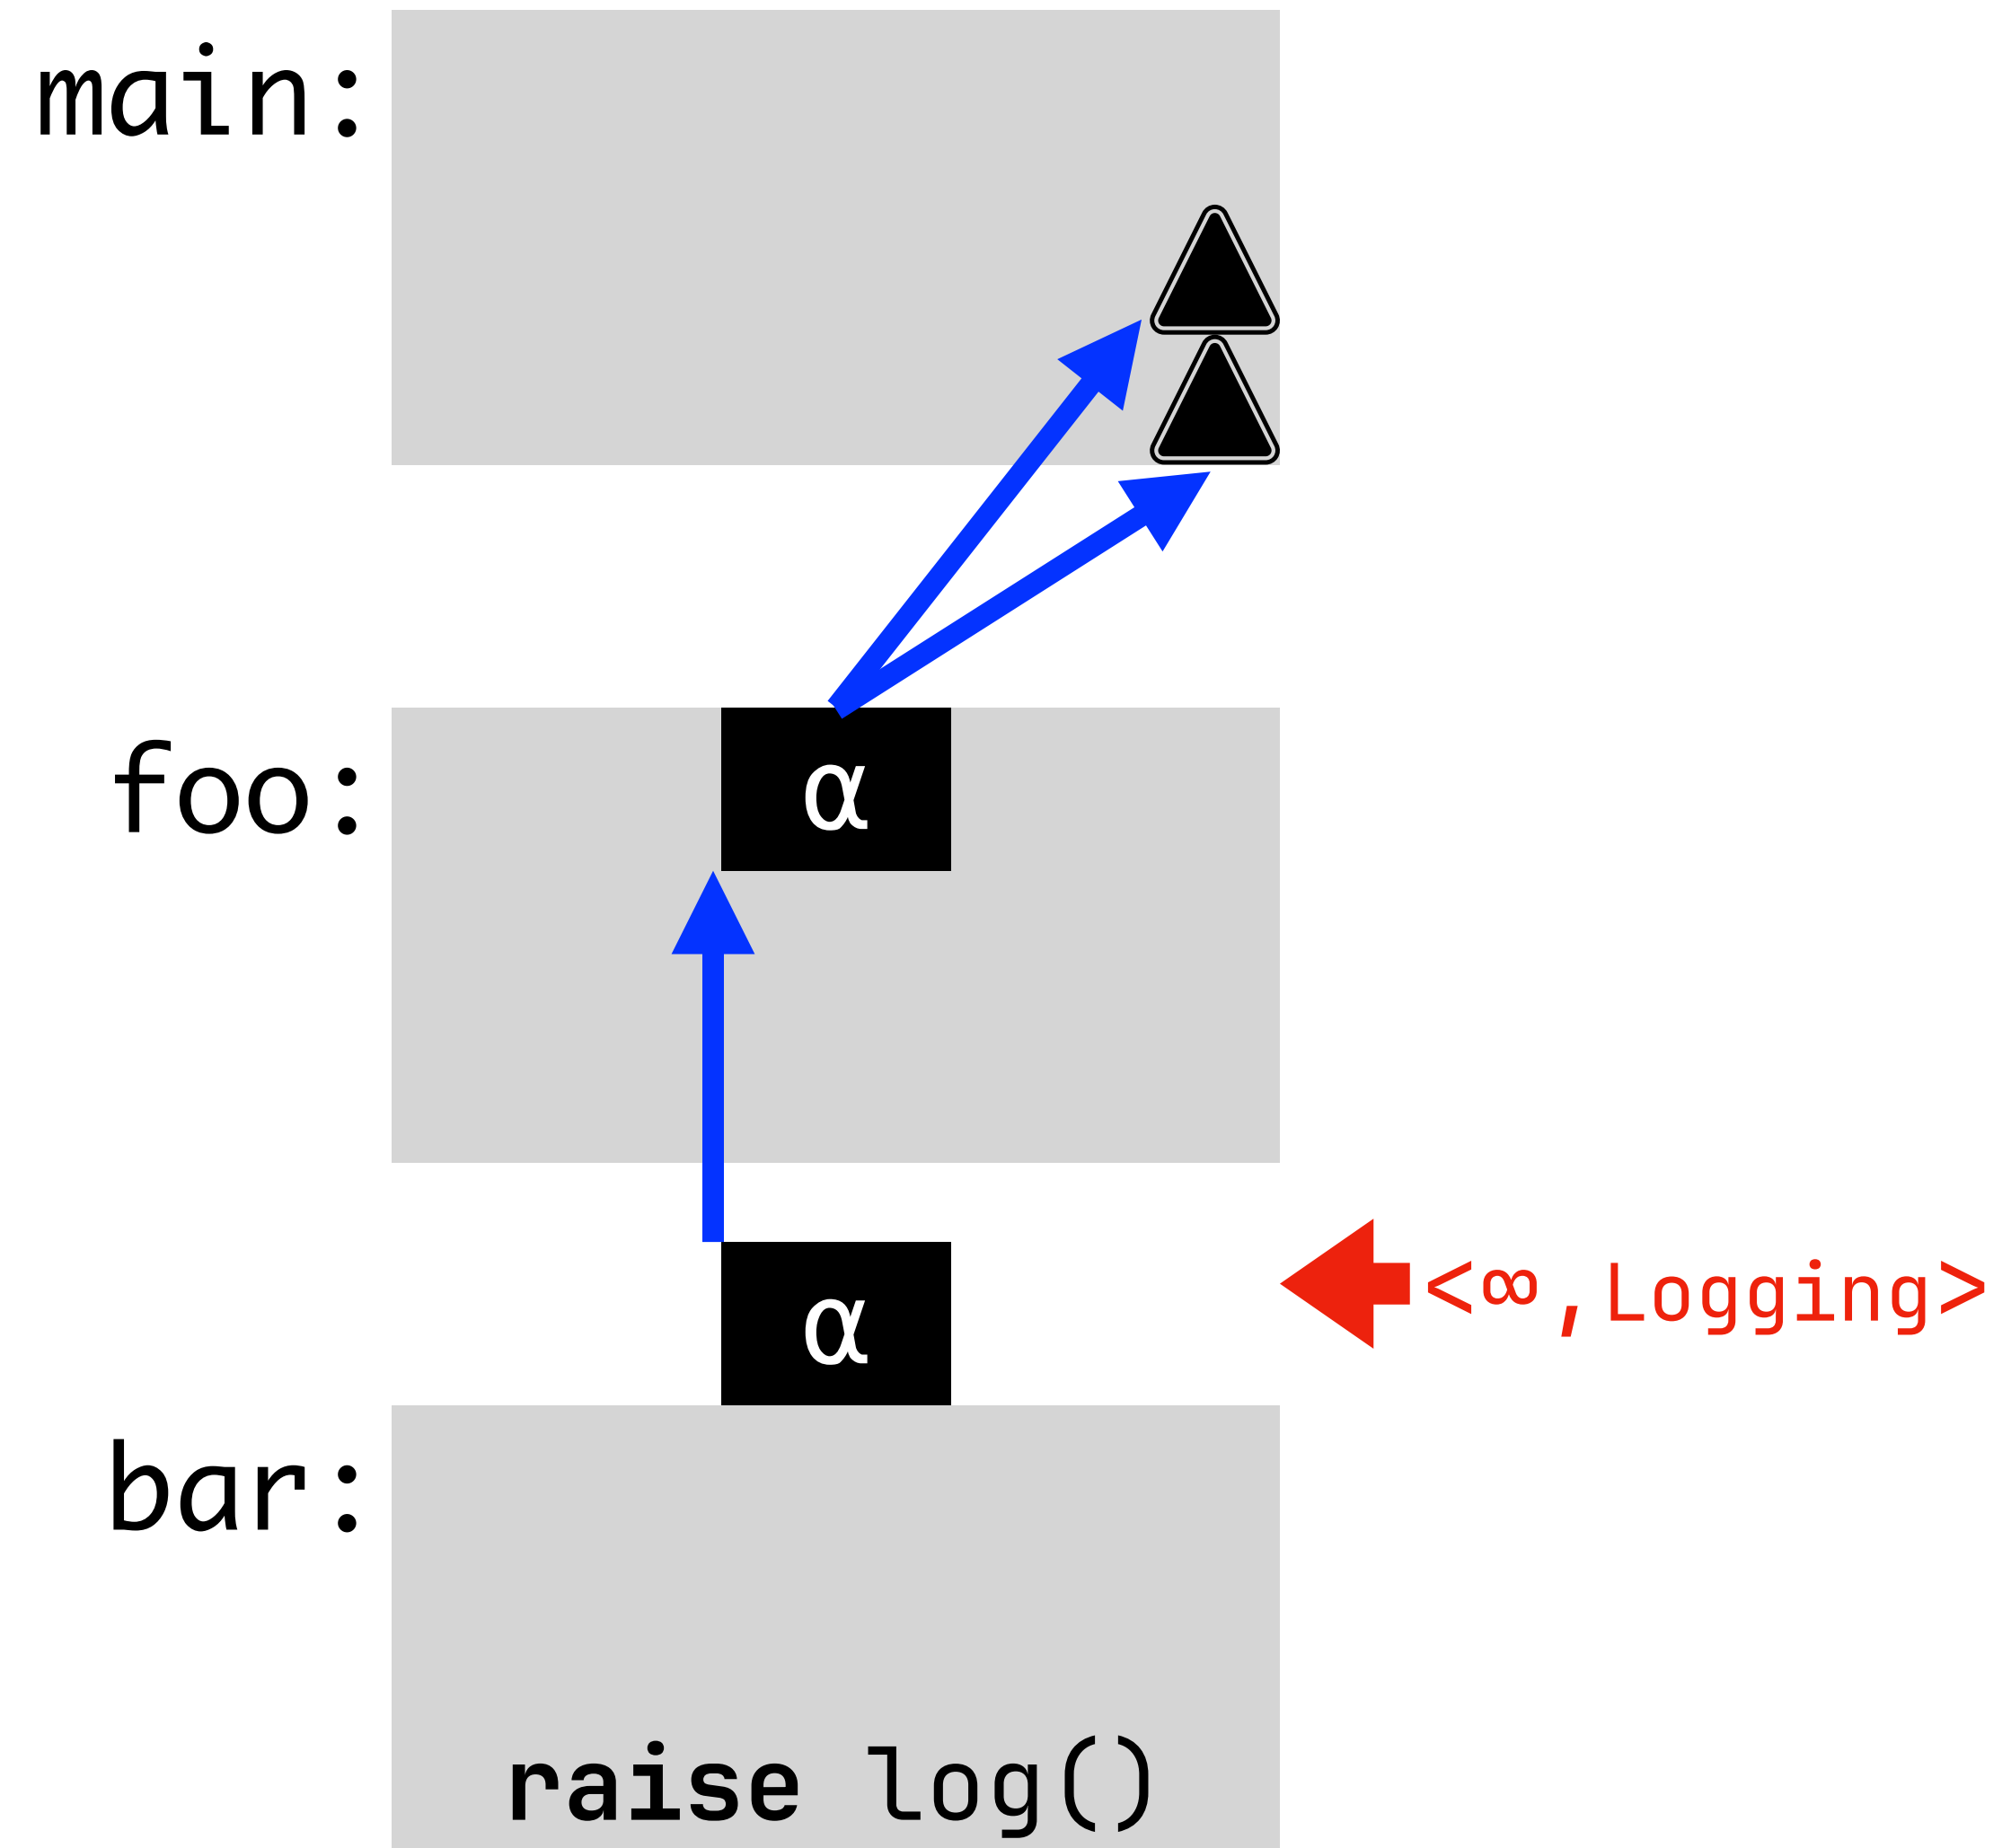 main:
foo:
α
α
<∞,Logging>
bar:
raise log()